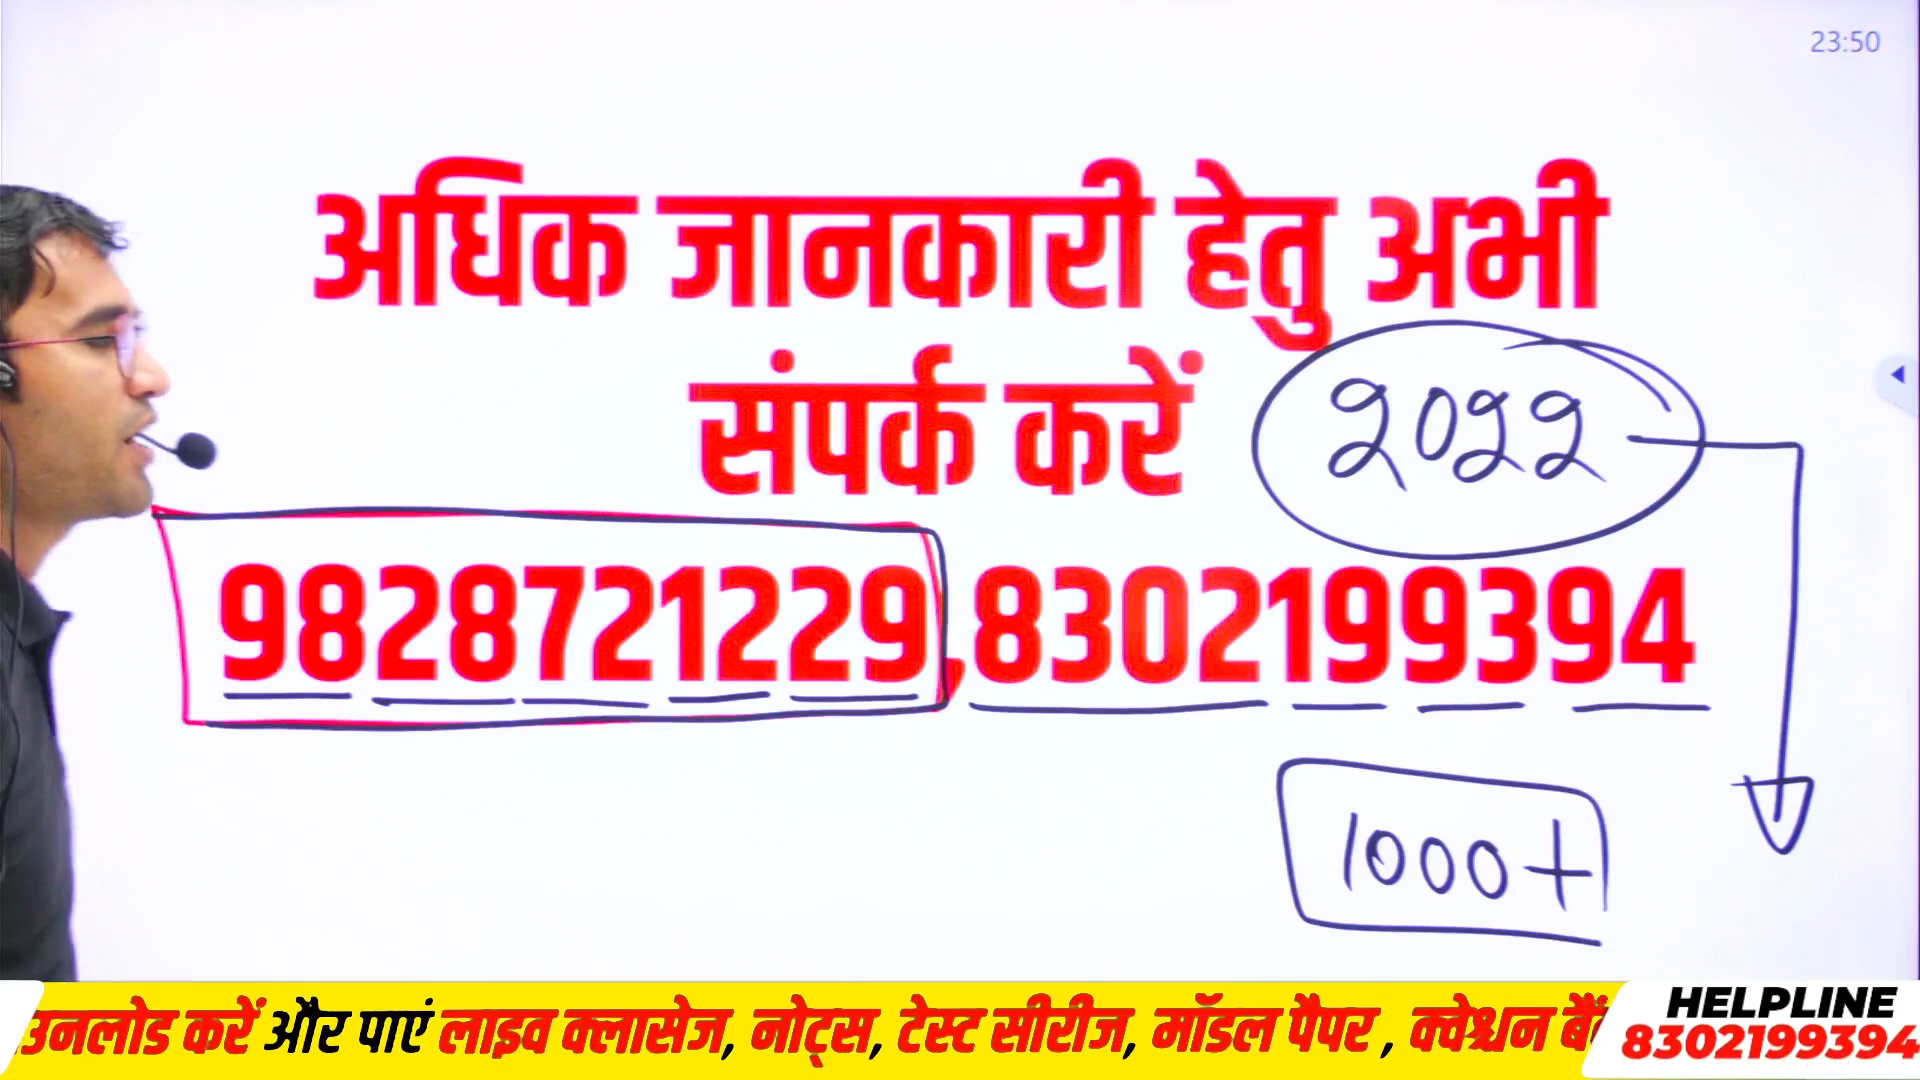 23:50
अधिक जानकारी हेतु अभी
संपर्क करें
2022
9828721229,8302199394
1000+
उनलोड करें और पाएं लाइव क्लासेज, नोट्स, टेस्ट सीरीज, मॉडल पैपर , क्वेश्चन
HELPLINE
8302199394